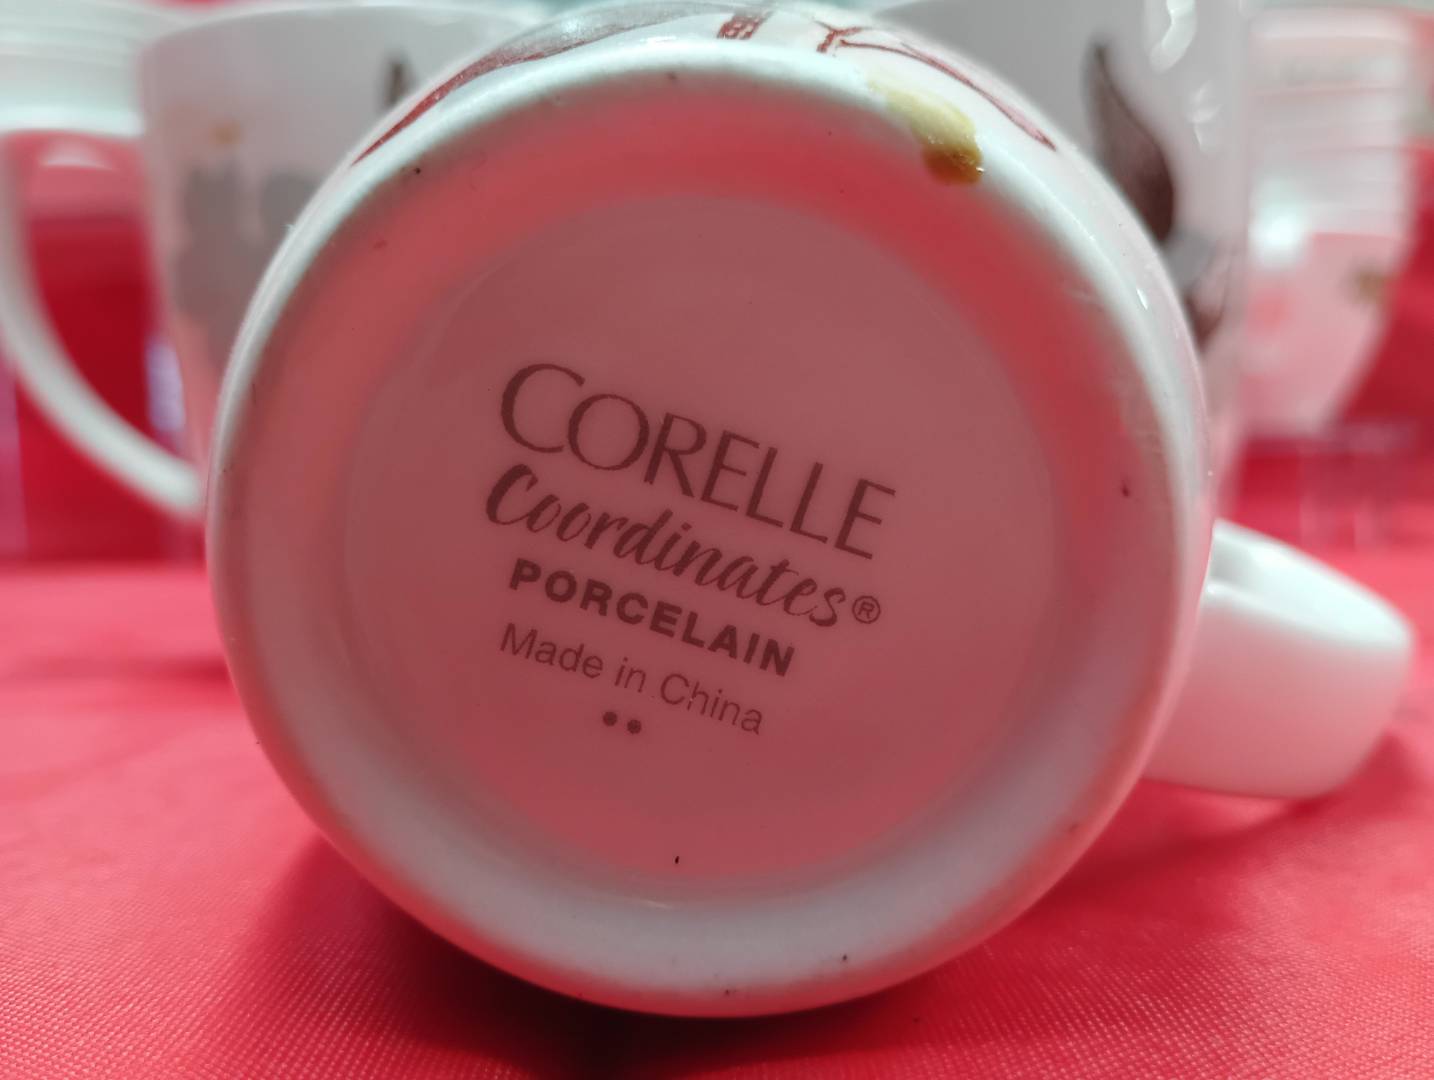 CORELLE
Coordinates®
PORCELAIN
Made in China